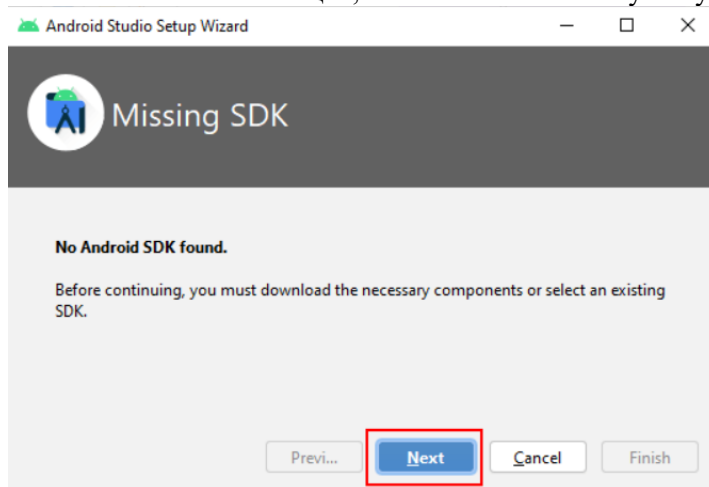 Android Studio Setup Wizard
Missing SDK
No Android SDK found.
Before continuing, you must download the necessary components or select an existing
SDK.
Previ... Next Cancel Finish